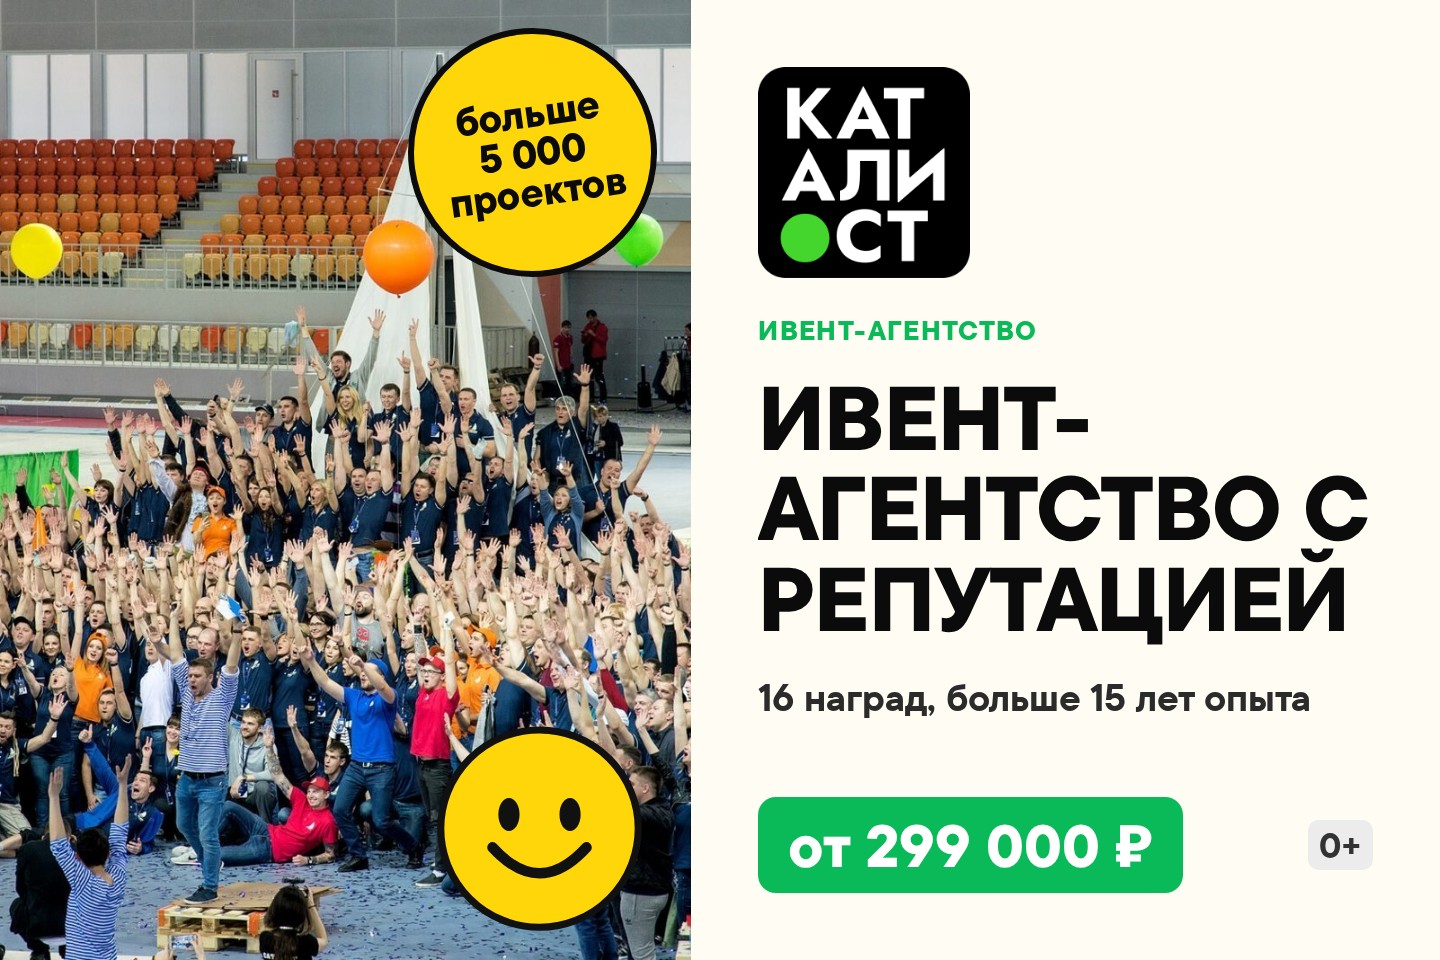 больше
5 000
проектов
КАТ
АЛИ
СТ
ИВЕНТ-АГЕНТСТВО
ИВЕНТ-
АГЕНТСТВО С
РЕПУТАЦИЕЙ
16 наград, больше 15 лет опыта
от 299 000 ₽
0+